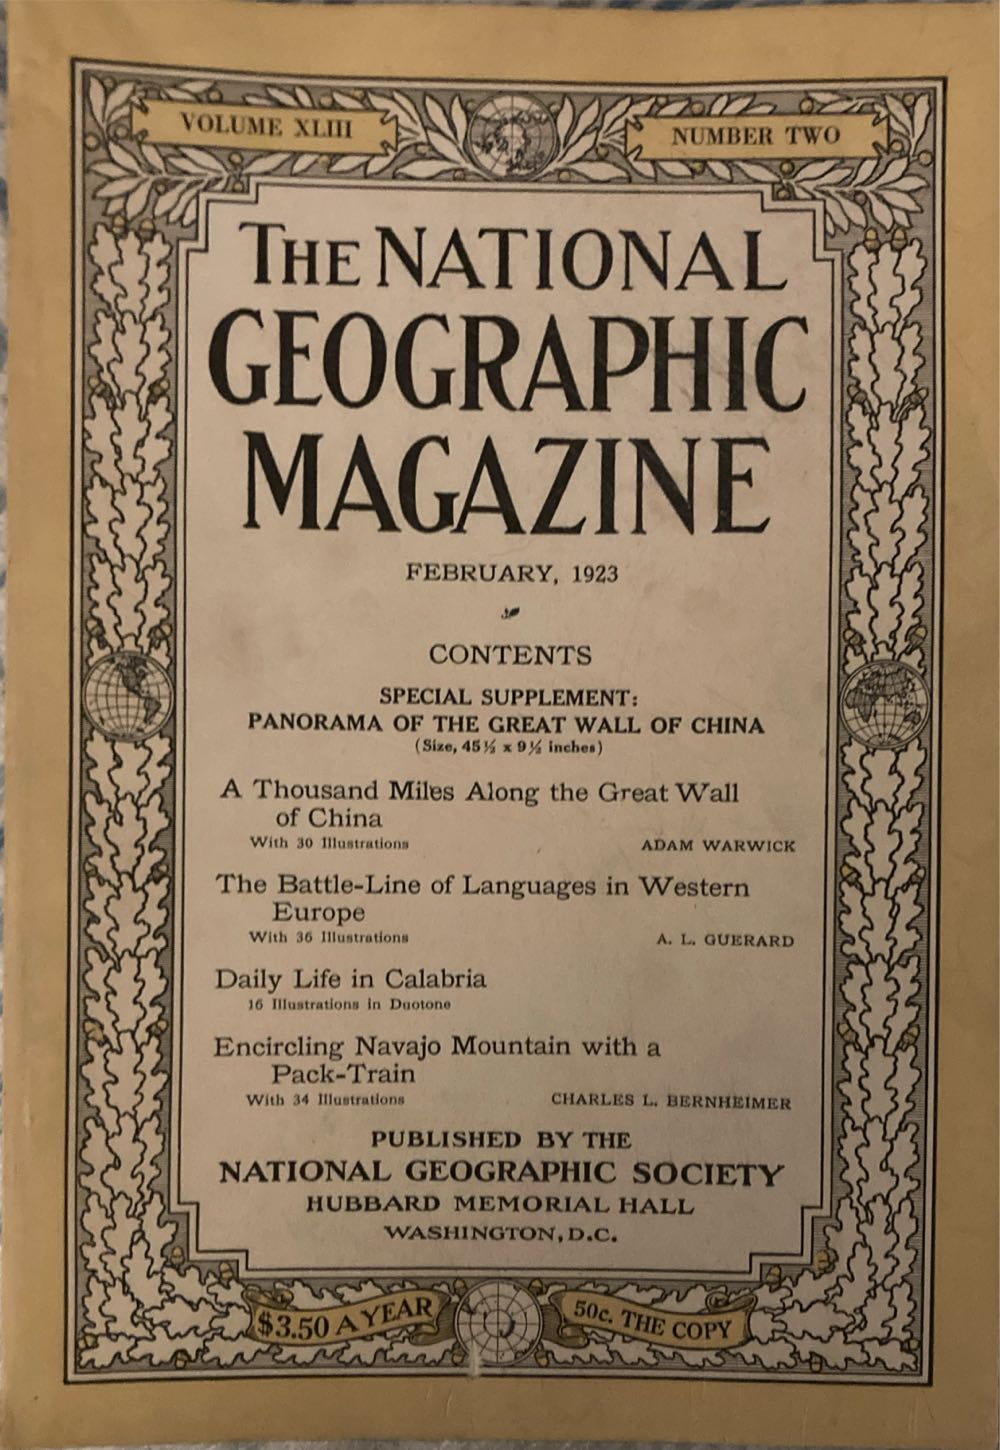 VOLUME XLIII
NUMBER TWO
THE NATIONAL
GEOGRAPHIC
MAGAZINE
FEBRUARY, 1923
CONTENTS
SPECIAL SUPPLEMENT:
PANORAMA OF THE GREAT WALL OF CHINA
(Size, 45½ x 9½ inches)
A Thousand Miles Along the Great Wall
of China
With 30 Illustrations ADAM WARWICK
The Battle-Line of Languages in Western
Europe
With 36 Illustrations A. L. GUERARD
Daily Life in Calabria
16 Illustrations in Duotone
Encircling Navajo Mountain with a
Pack-Train
With 34 Illustrations CHARLES L. BERNHEIMER
PUBLISHED BY THE
NATIONAL GEOGRAPHIC SOCIETY
HUBBARD MEMORIAL HALL
WASHINGTON, D.C.
$3.50 A YEAR
50c. THE COPY